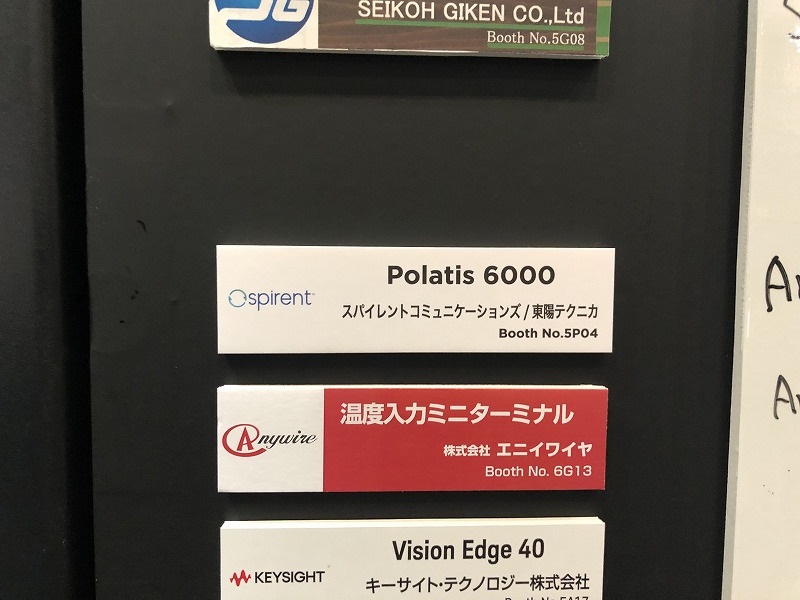 SG
SEIKOH GIKEN CO.,Ltd
Booth No.5G08
Polatis 6000
spirent™
スパイレントコミュニケーションズ / 東陽テクニカ
Booth No.5P04
温度入力ミニターミナル
Anywire
株式会社 エニイワイヤ
Booth No. 6G13
Vision Edge 40
KEYSIGHT
キーサイト・テクノロジー株式会社